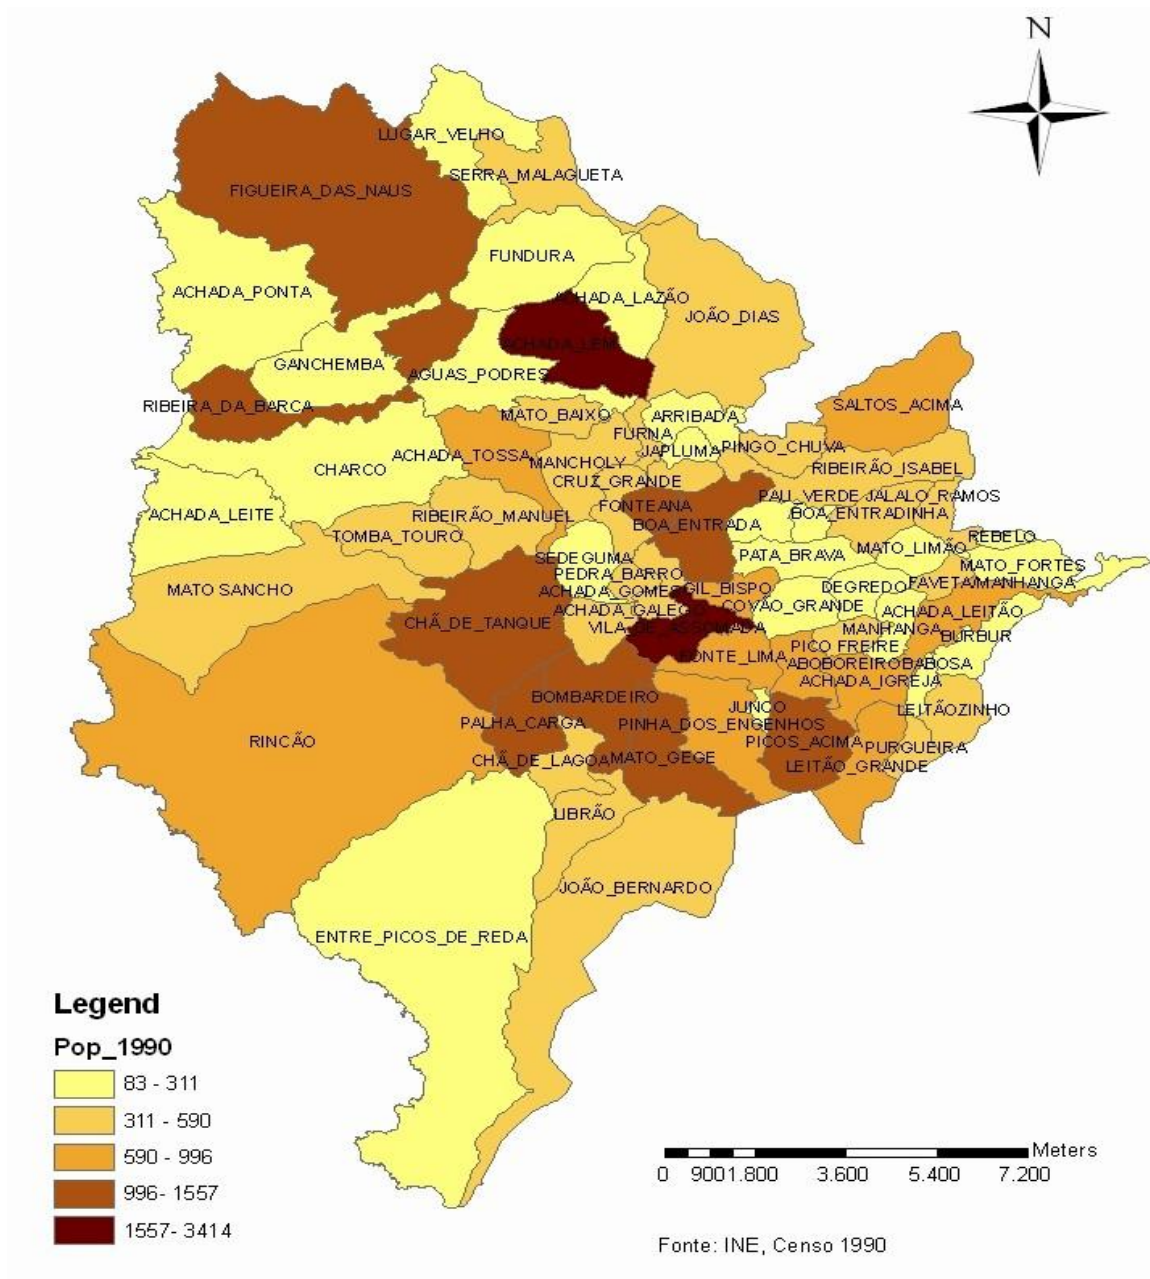 N
LUGAR_VELHO
SERRA_MALAGUETA
FIGUEIRA_DAS_NAUS
FUNDURA
ACHADA_PONTA
ACHADA_LAZÃO
JOÃO_DIAS
ACHADA_LEM
GANCHEMBA
AGUAS_PODRES
RIBEIRA_DA_BARCA
SALTOS_ACIMA
MATO_BAIXO
ARRIBADA
FURNA
ACHADA_TOSSA
MANCHOLY
JAPLUMA
PINGO_CHUVA
CHARCO
RIBEIRÃO_ISABEL
CRUZ_GRANDE
PAU_VERDE
JALALO_RAMOS
ACHADA_LEITE
RIBEIRÃO_MANUEL
FONTEANA
BOA_ENTRADA
BOA_ENTRADINHA
TOMBA_TOURO
REBELO
SEDEGUMA
PATA_BRAVA
MATO_LIMÃO
MATO_FORTES
PEDRA_BARRO
MATO SANCHO
ACHADA_GOMES
GIL_BISPO
DEGREDO
FAVETA
MANHANGA
ACHADA_GALEGO
COVÃO_GRANDE
ACHADA_LEITÃO
CHÃ_DE_TANQUE
VILA_DE_ASSOMADA
MANHANGA
BURBUR
FONTE_LIMA
PICO FREIRE
ABOBOREIRO
BABOSA
ACHADA_IGREJA
BOMBARDEIRO
JUNCO
LEITÃOZINHO
PALHA_CARGA
PINHA_DOS_ENGENHOS
RINCÃO
PICOS_ACIMA
PURGUEIRA
CHÃ_DE_LAGOA
MATO_GEGE
LEITÃO_GRANDE
LIBRÃO
JOÃO_BERNARDO
ENTRE_PICOS_DE_REDA
Legend
Pop_1990
83 - 311
311 - 590
590 - 996
996- 1557
1557- 3414
Meters
0 900 1.800 3.600 5.400 7.200
Fonte: INE, Censo 1990